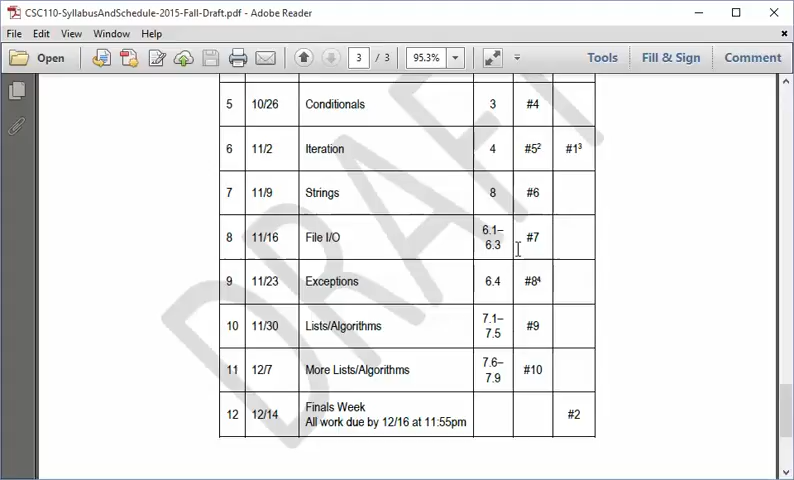 CSC110-SyllabusAndSchedule-2015-Fall-Draft.pdf - Adobe Reader
File Edit View Window Help
Open 3 / 3 95.3% Tools Fill & Sign Comment
5 10/26 Conditionals 3 #4
6 11/2 Iteration 4 #5² #1³
7 11/9 Strings 8 #6
8 11/16 File I/O 6.1–
6.3 #7
9 11/23 Exceptions 6.4 #8⁴
10 11/30 Lists/Algorithms 7.1–
7.5 #9
11 12/7 More Lists/Algorithms 7.6–
7.9 #10
12 12/14 Finals Week
All work due by 12/16 at 11:55pm #2
DRAFT